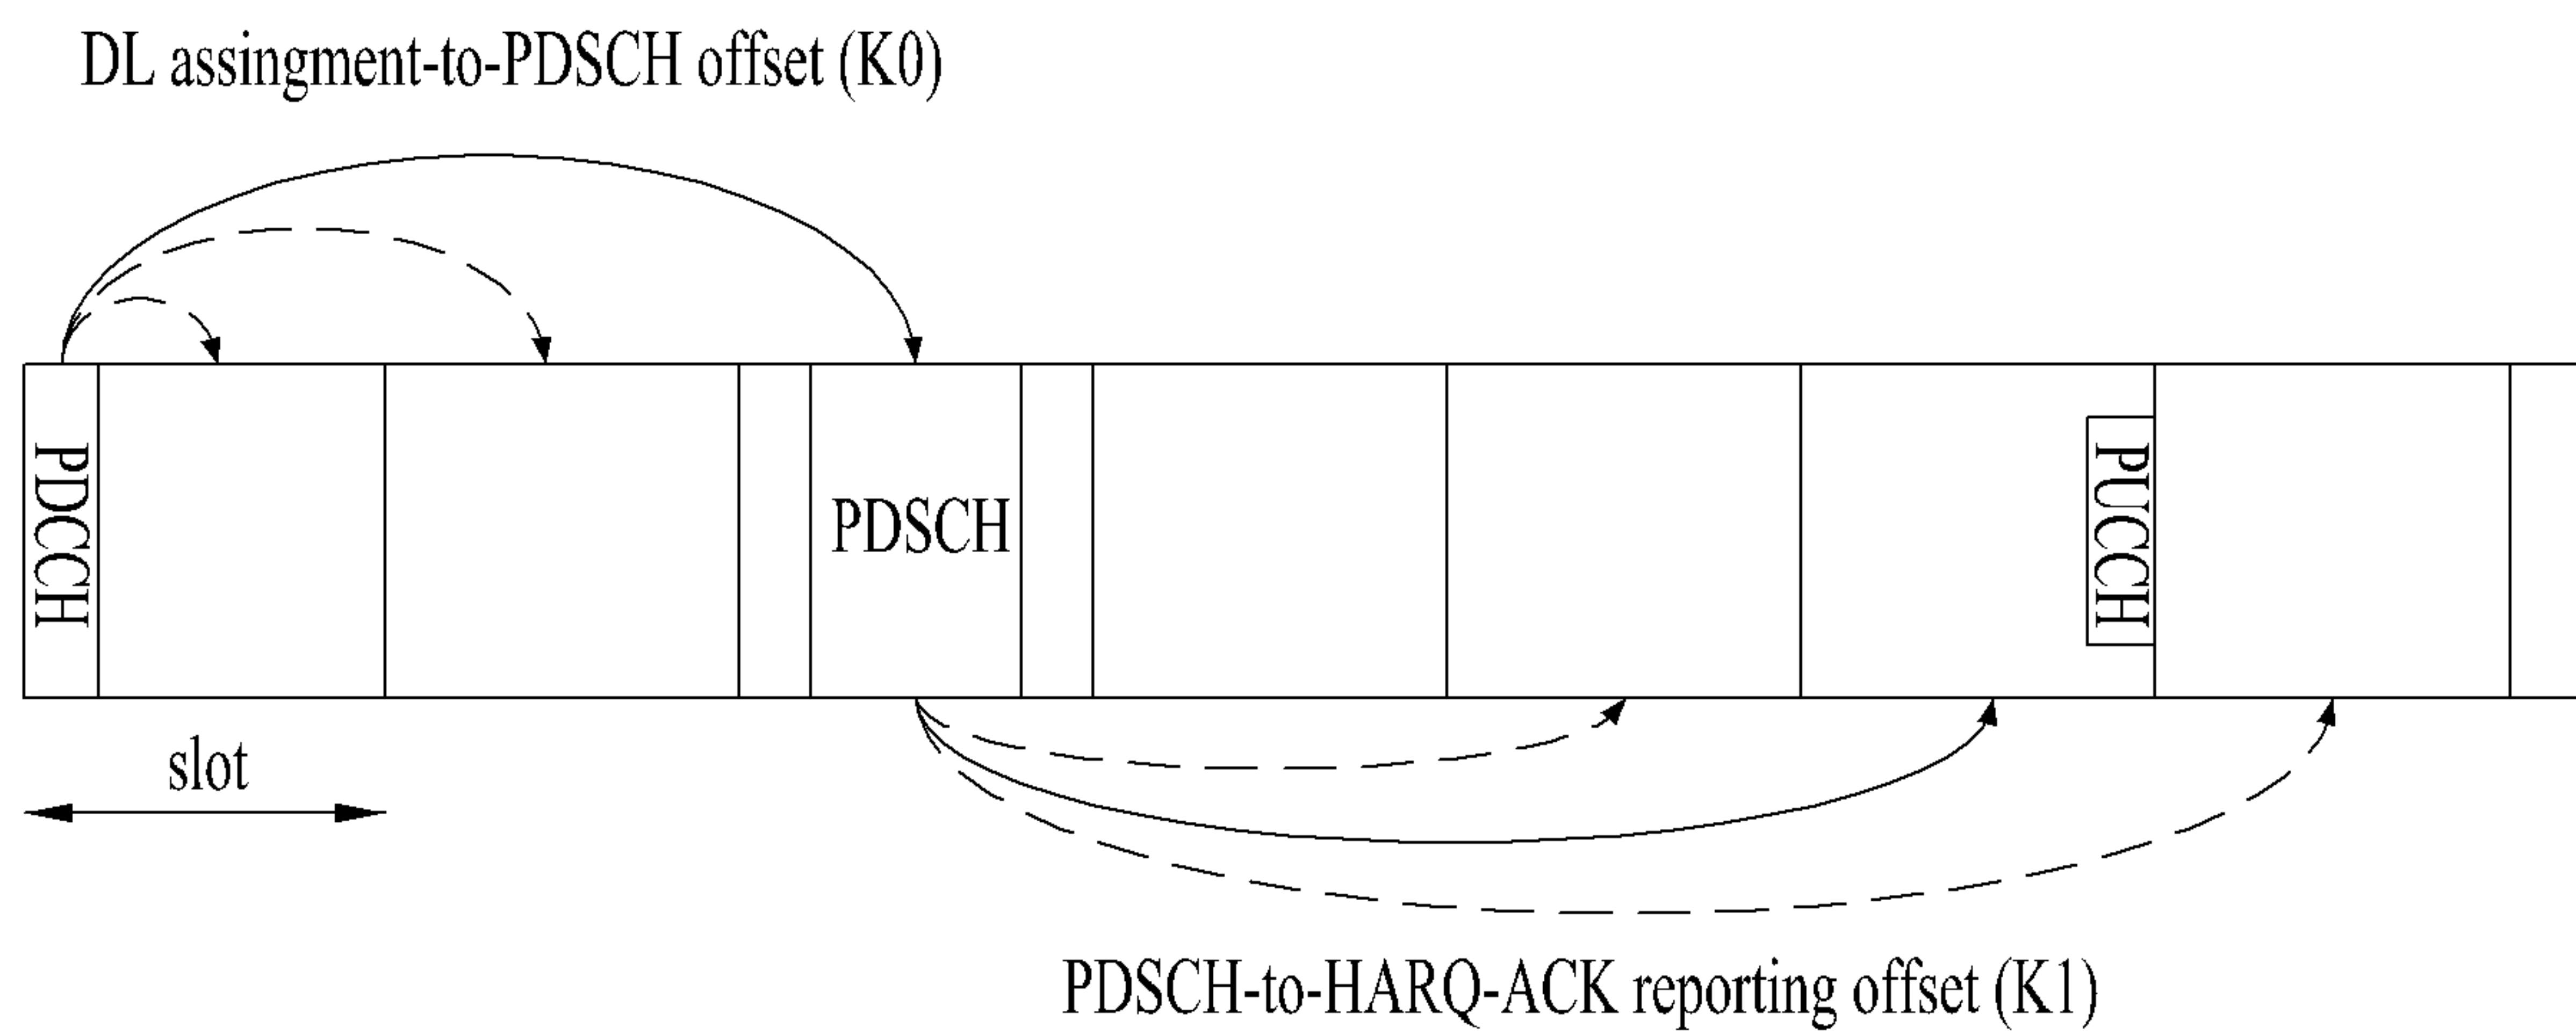 DL assingment-to-PDSCH offset (K0)
PDCCH
PDSCH
PUCCH
slot
PDSCH-to-HARQ-ACK reporting offset (K1)